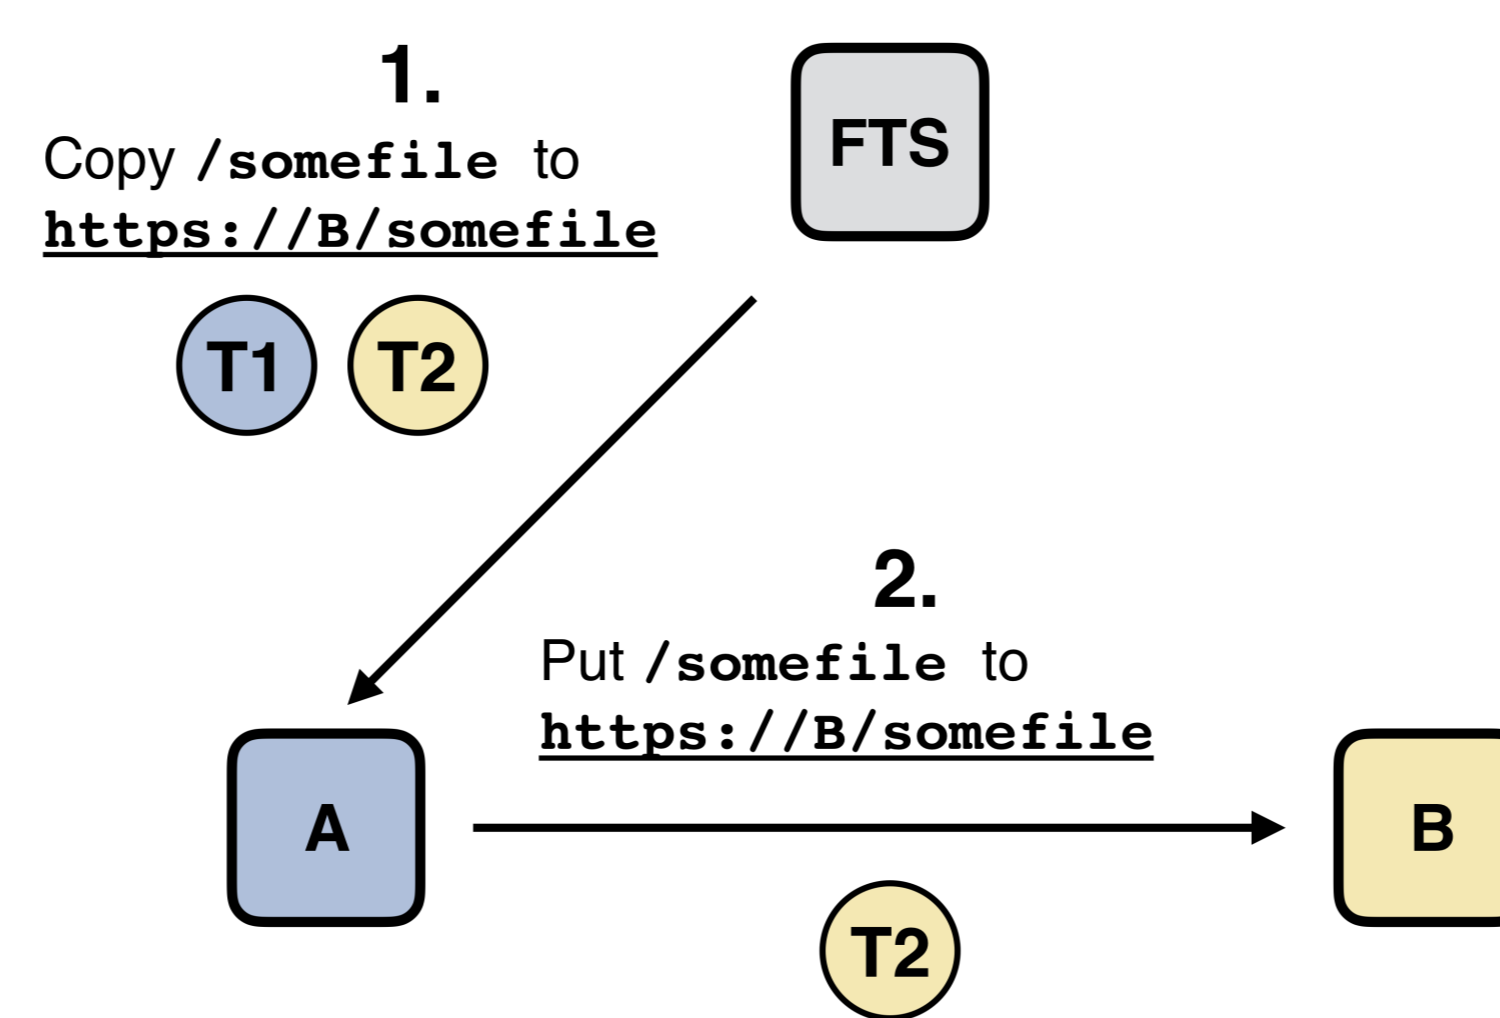 1.
Copy /somefile to
https://B/somefile
T1 T2
FTS
2.
Put /somefile to
https://B/somefile
A
B
T2